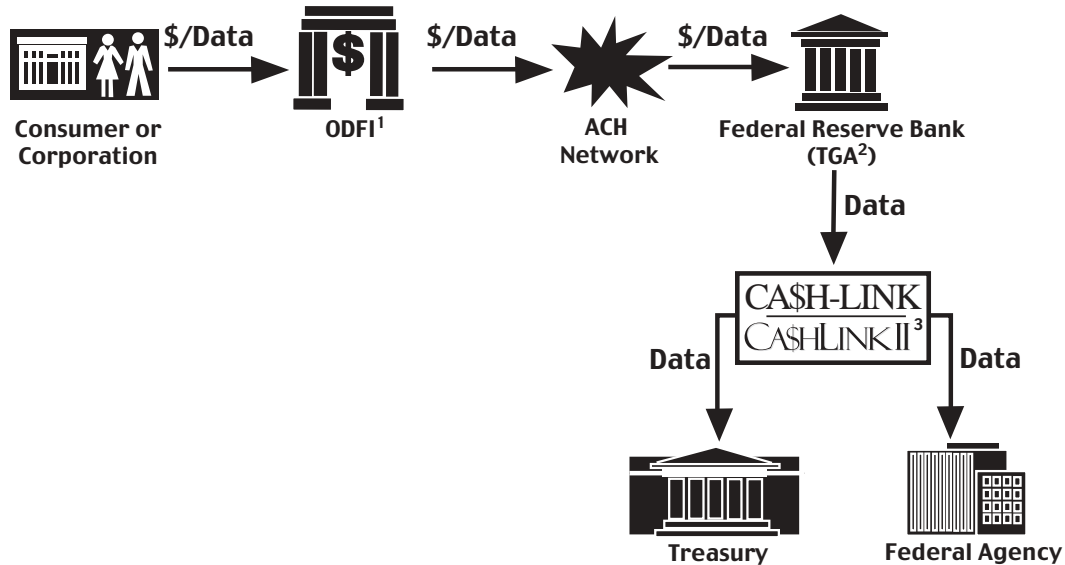 $/Data
$/Data
$/Data
$
Consumer or
Corporation
ODFI¹
ACH
Network
Federal Reserve Bank
(TGA²)
Data
CA$H-LINK
CA$HLINK II³
Data
Data
Treasury
Federal Agency